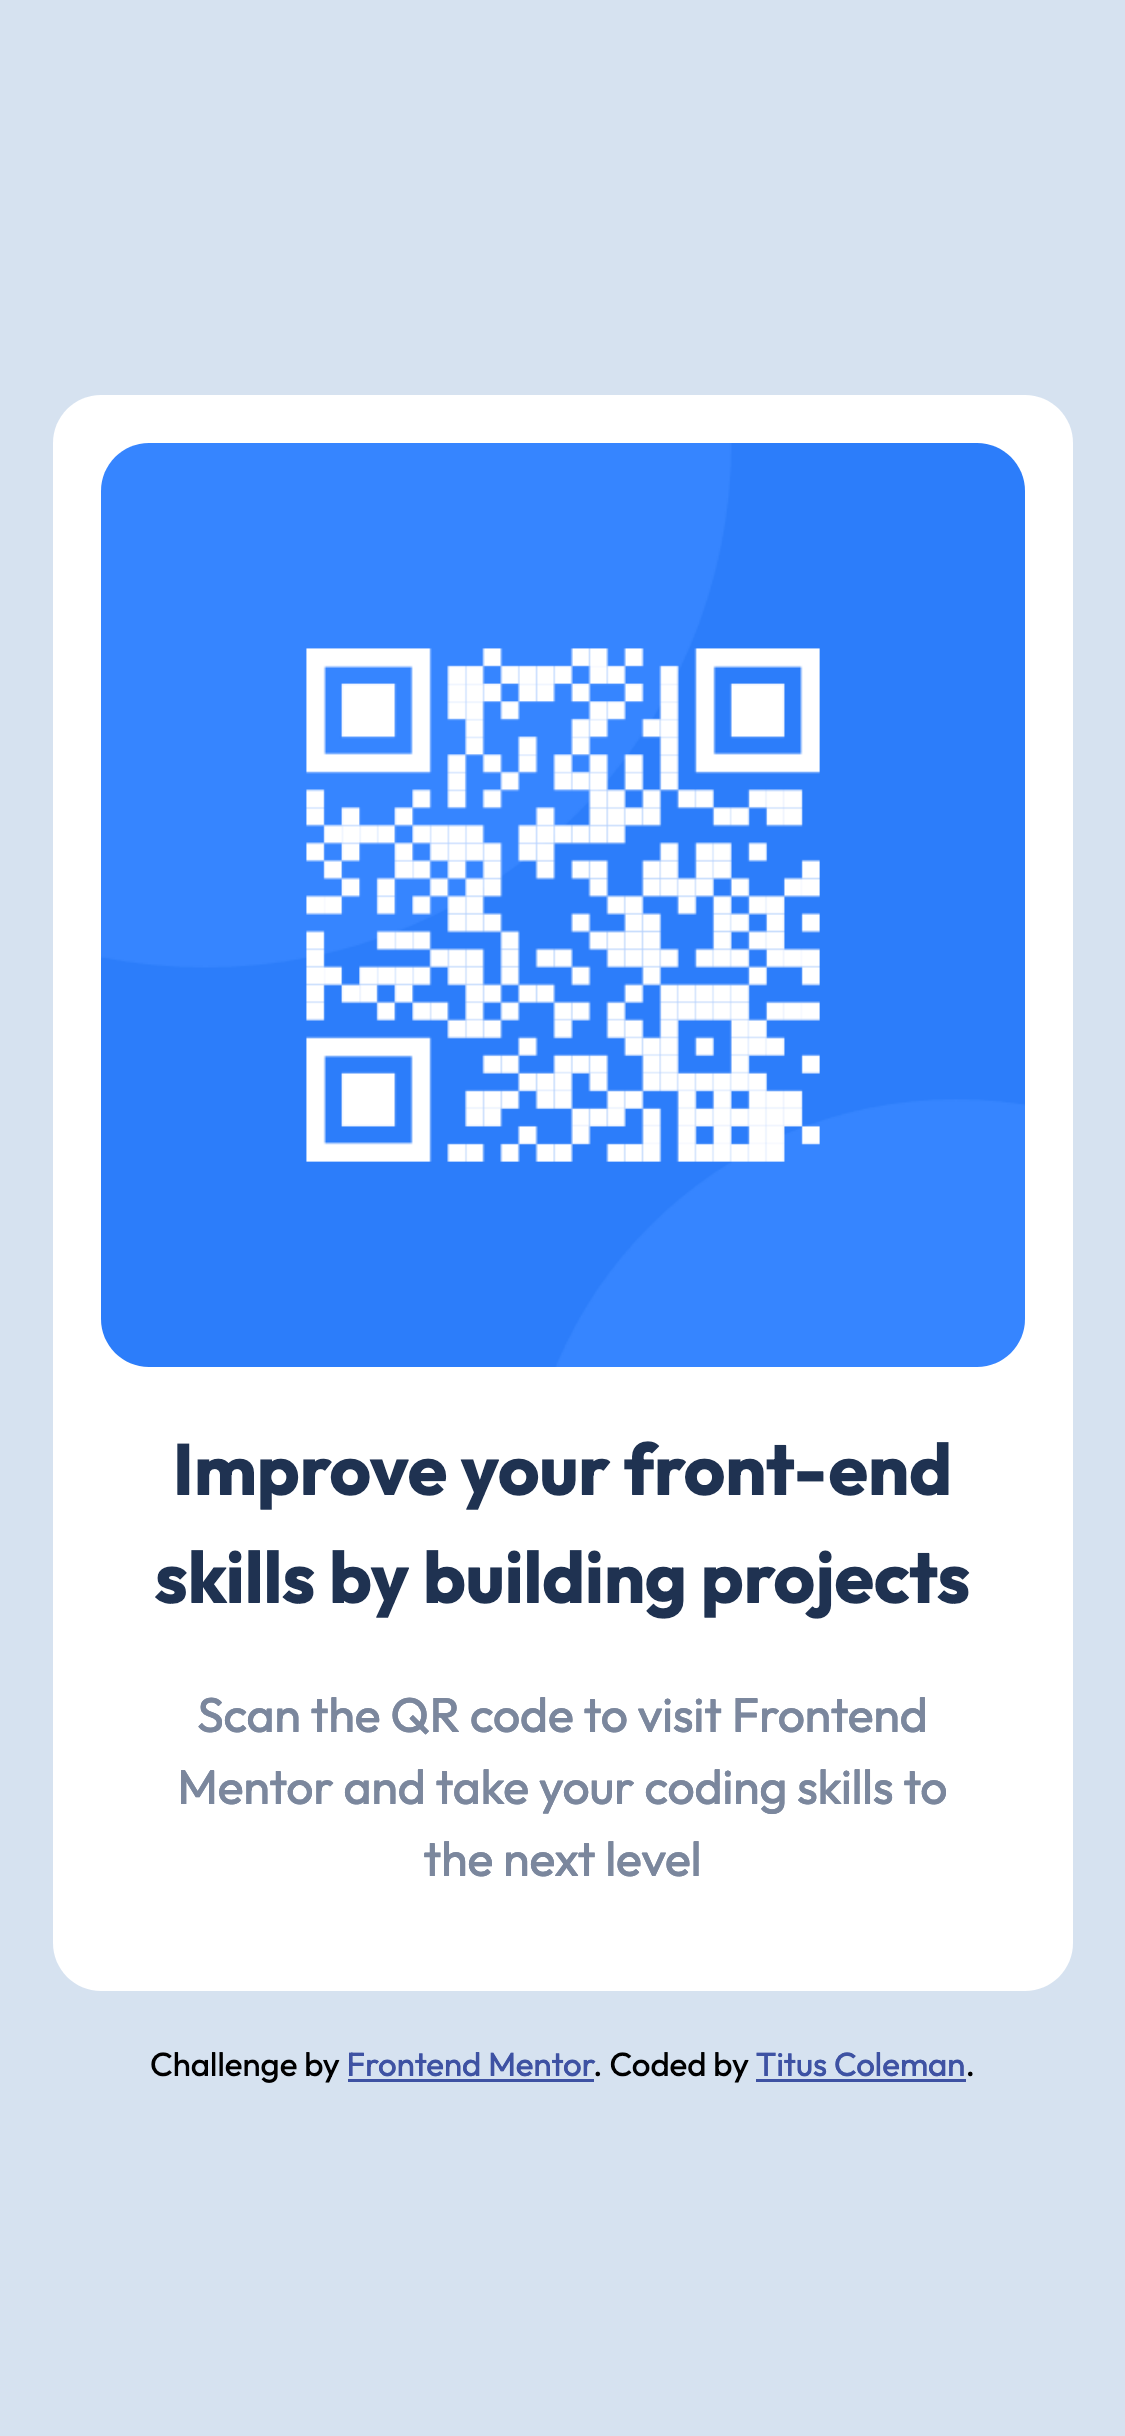 Improve your front-end
skills by building projects
Scan the QR code to visit Frontend
Mentor and take your coding skills to
the next level
Challenge by Frontend Mentor. Coded by Titus Coleman.